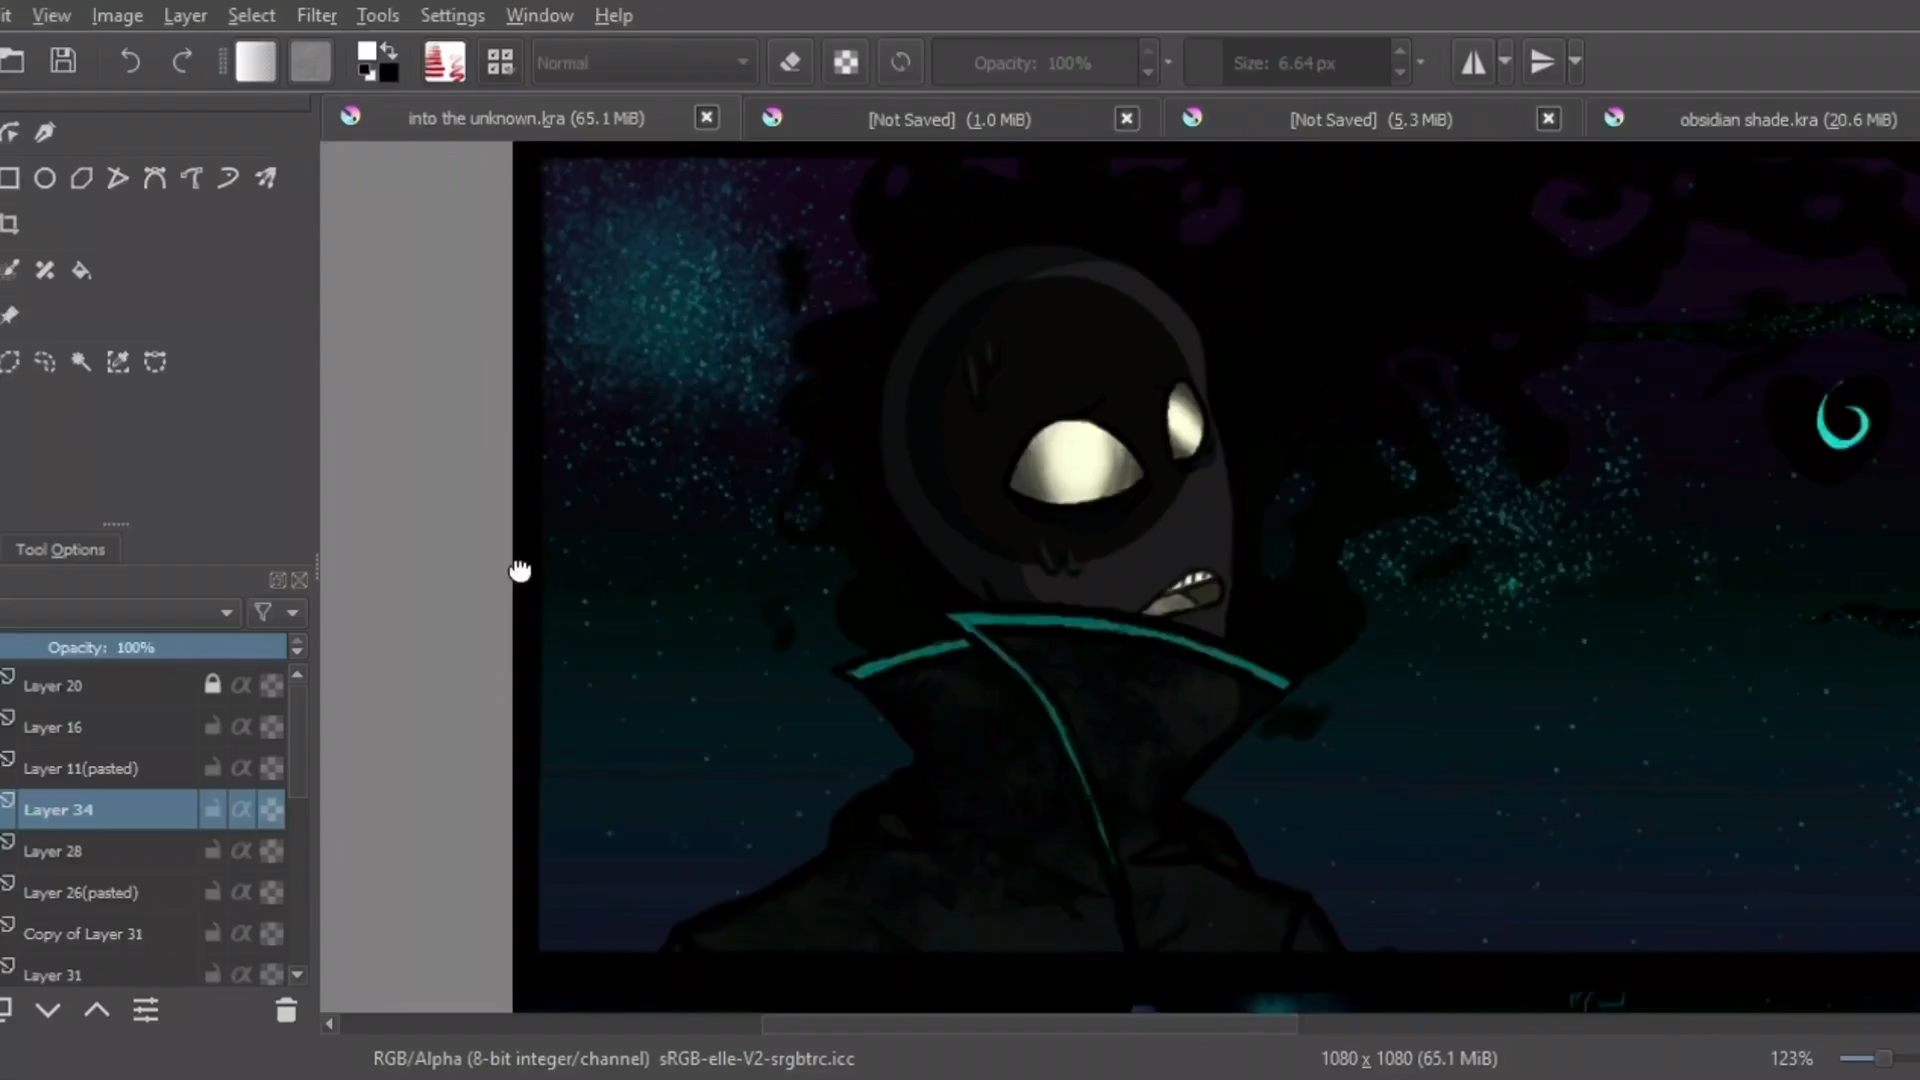 it View Image Layer Select Filter Tools Settings Window Help
Normal Opacity: 100% Size: 6.64 px
into the unknown.kra (65.1 MiB) [Not Saved] (1.0 MiB) [Not Saved] (5.3 MiB) obsidian shade.kra (20.6 MiB)
Tool Options
Opacity: 100%
Layer 20
Layer 16
Layer 11(pasted)
Layer 34
Layer 28
Layer 26(pasted)
Copy of Layer 31
Layer 31
RGB/Alpha (8-bit integer/channel) sRGB-elle-V2-srgbtrc.icc 1080 x 1080 (65.1 MiB) 123%